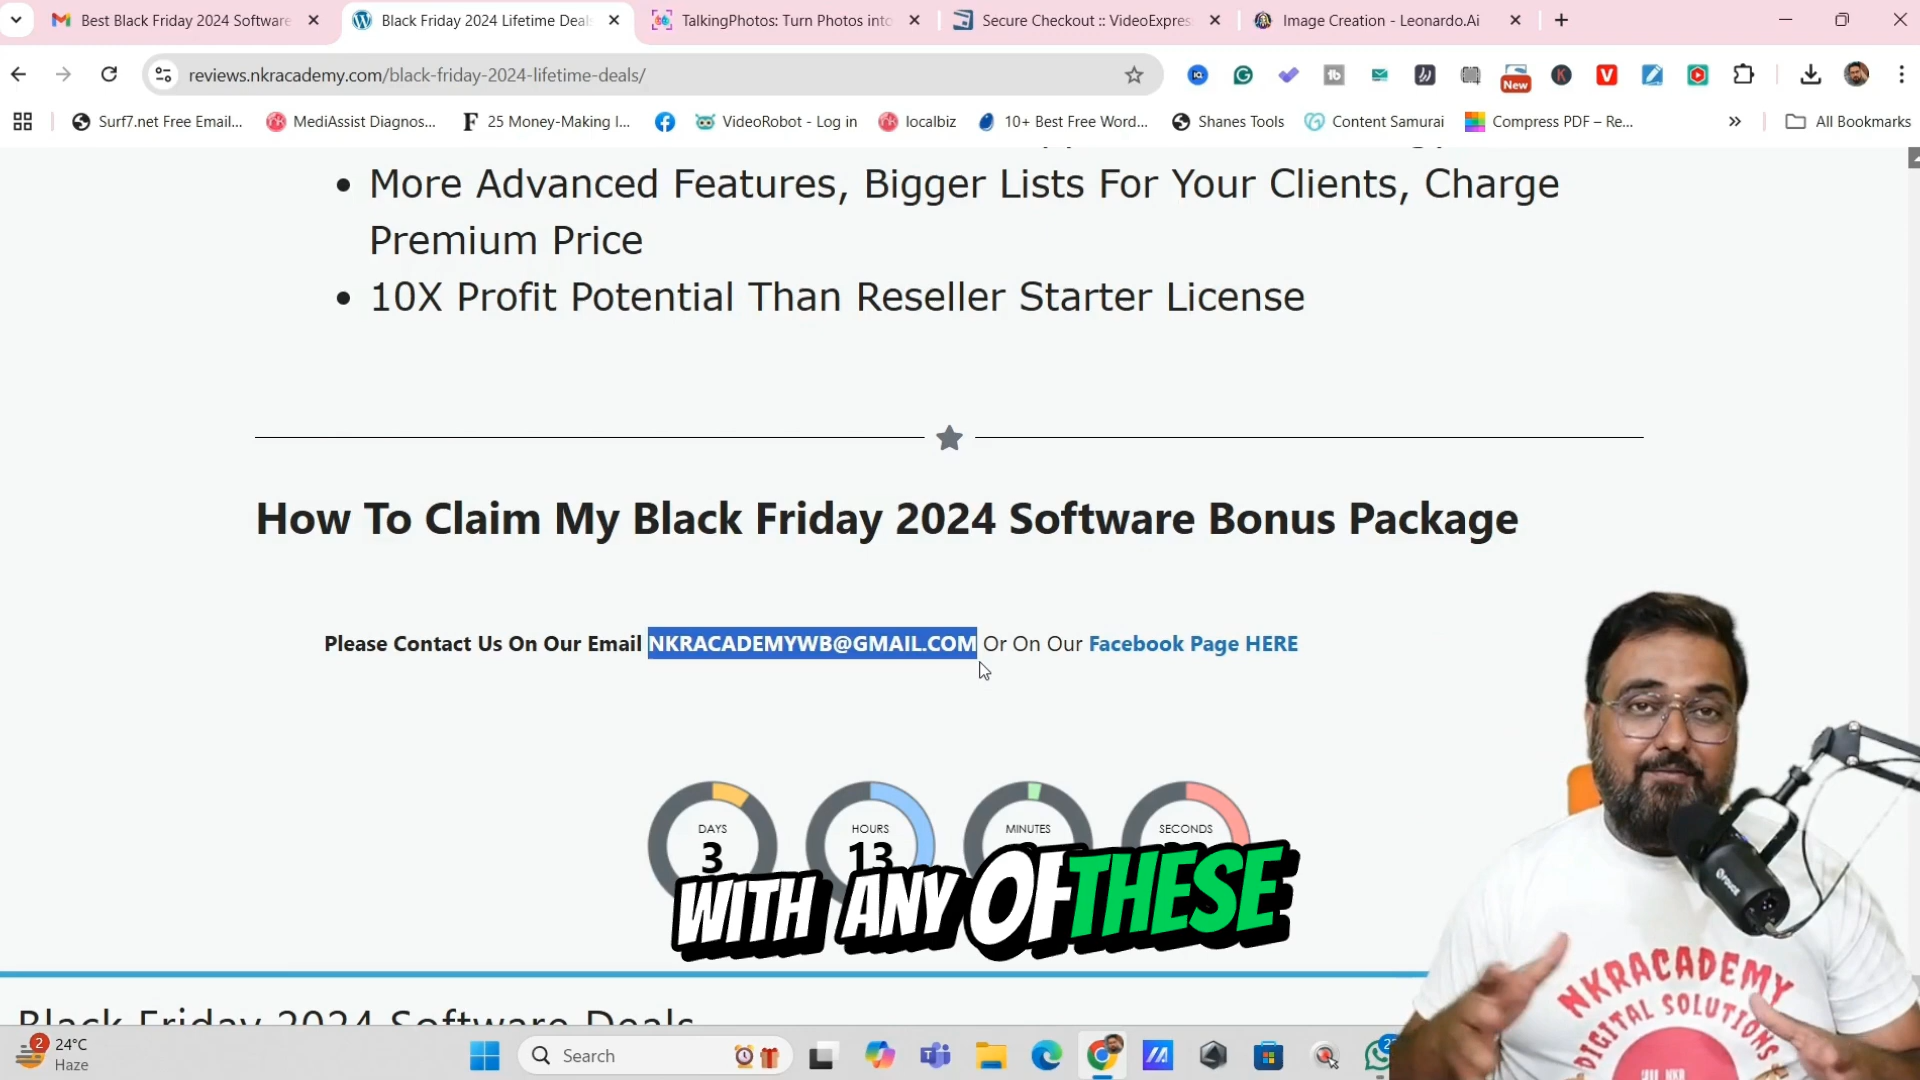 Best Black Friday 2024 Software
Black Friday 2024 Lifetime Deals
TalkingPhotos: Turn Photos into
Secure Checkout :: VideoExpres
Image Creation - Leonardo.Ai
reviews.nkracademy.com/black-friday-2024-lifetime-deals/
New
Surf7.net Free Email...
MediAssist Diagnos...
25 Money-Making I...
VideoRobot - Log in
localbiz
10+ Best Free Word...
Shanes Tools
Content Samurai
Compress PDF – Re...
All Bookmarks
• More Advanced Features, Bigger Lists For Your Clients, Charge
Premium Price
• 10X Profit Potential Than Reseller Starter License
How To Claim My Black Friday 2024 Software Bonus Package
Please Contact Us On Our Email NKRACADEMYWB@GMAIL.COM Or On Our Facebook Page HERE
DAYS
3
HOURS
13
MINUTES
SECONDS
WITH ANY OF THESE
NKRACADEMY
DIGITAL SOLUTIONS
Black Friday 2024 Software Deals
2
24°C
Haze
Search